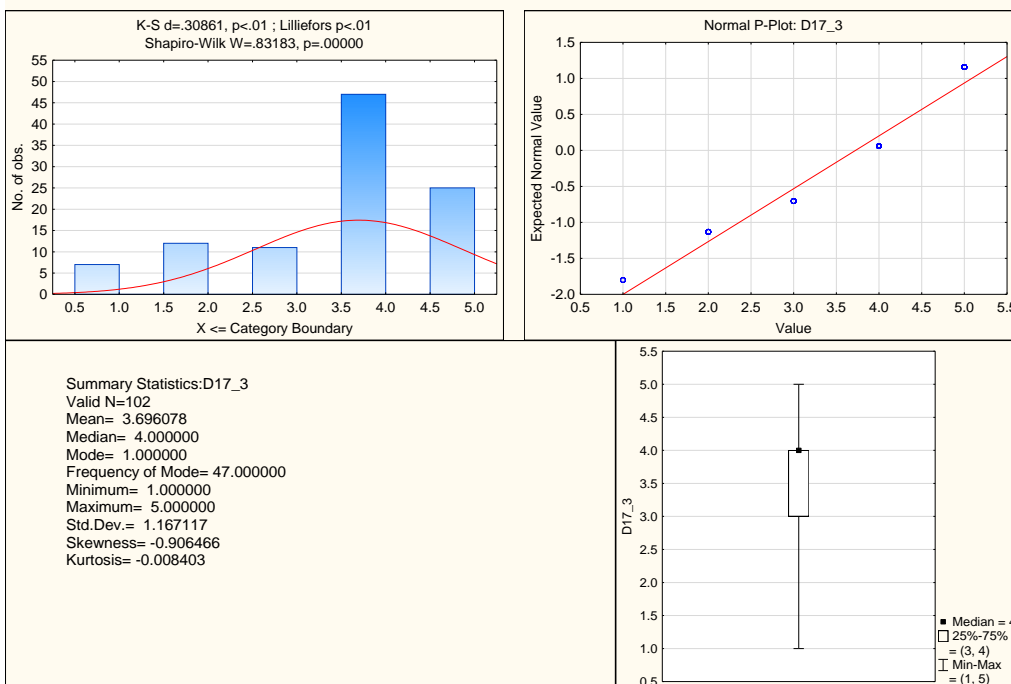 K-S d=.30861, p<.01 ; Lilliefors p<.01
Shapiro-Wilk W=.83183, p=.00000
55
50
45
40
35
30
25
20
15
10
5
0
No. of obs.
0.5 1.0 1.5 2.0 2.5 3.0 3.5 4.0 4.5 5.0
X <= Category Boundary
Normal P-Plot: D17_3
1.5
1.0
0.5
0.0
-0.5
-1.0
-1.5
-2.0
Expected Normal Value
0.5 1.0 1.5 2.0 2.5 3.0 3.5 4.0 4.5 5.0 5.5
Value
Summary Statistics:D17_3
Valid N=102
Mean= 3.696078
Median= 4.000000
Mode= 1.000000
Frequency of Mode= 47.000000
Minimum= 1.000000
Maximum= 5.000000
Std.Dev.= 1.167117
Skewness= -0.906466
Kurtosis= -0.008403
5.5
5.0
4.5
4.0
3.5
3.0
2.5
2.0
1.5
1.0
0.5
D17_3
Median = 4
25%-75%
= (3, 4)
Min-Max
= (1, 5)